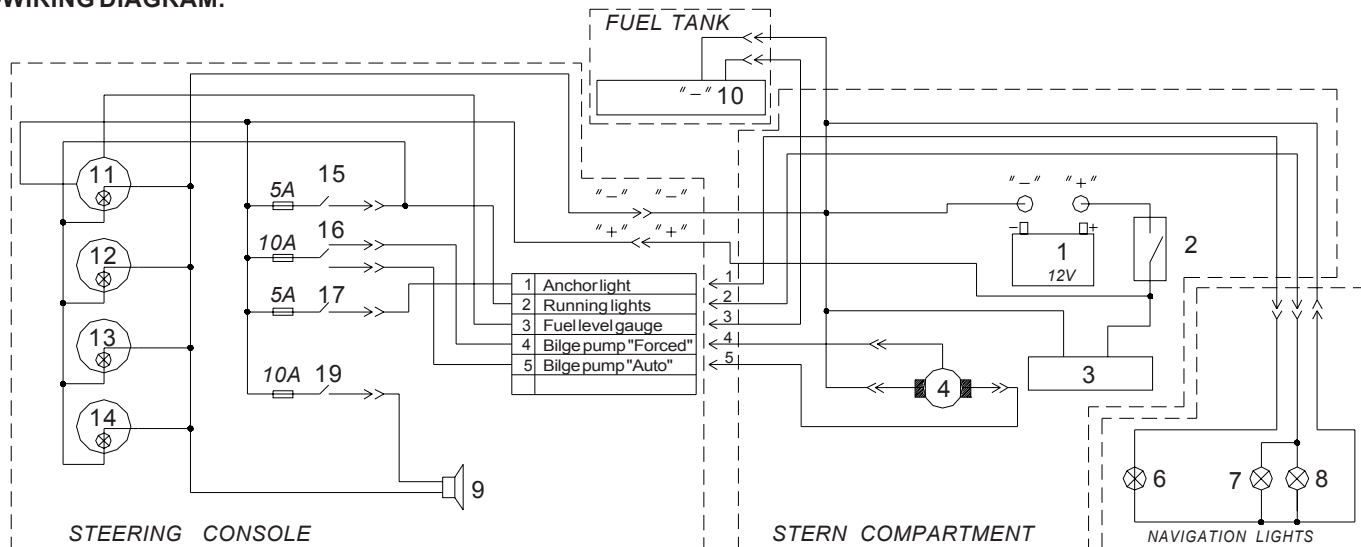 WIRING DIAGRAM:
FUEL TANK
"–" 10
11
5A 15
10A 16
12
5A 17
13
10A 19
14
9
"–" "–"
"+" "+"
1 Anchor light 1
2 Running lights 2
3 Fuel level gauge 3
4 Bilge pump "Forced" 4
5 Bilge pump "Auto" 5
"–" "+"
– +
1
12V
2
3
4
6 7 8
STEERING CONSOLE
STERN COMPARTMENT
NAVIGATION LIGHTS